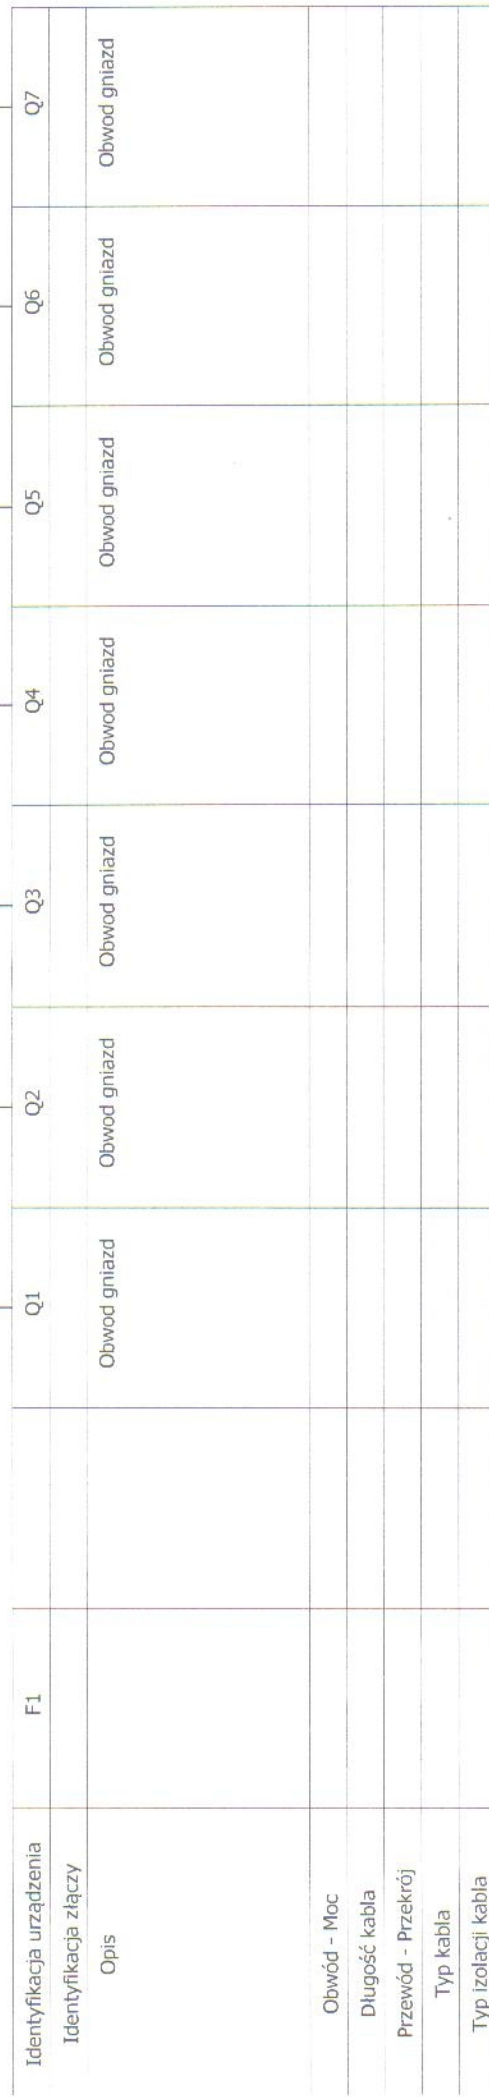 Identyfikacja urządzenia F1 Q1 Q2 Q3 Q4 Q5 Q6 Q7
Identyfikacja złączy
Opis Obwod gniazd Obwod gniazd Obwod gniazd Obwod gniazd Obwod gniazd Obwod gniazd Obwod gniazd
Obwód - Moc
Długość kabla
Przewód - Przekrój
Typ kabla
Typ izolacji kabla